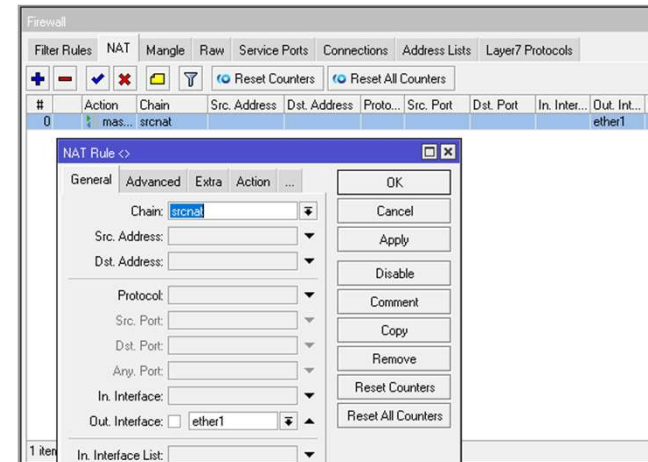 Firewall
Filter Rules NAT Mangle Raw Service Ports Connections Address Lists Layer7 Protocols
Reset Counters Reset All Counters
# Action Chain Src. Address Dst. Address Proto... Src. Port Dst. Port In. Inter... Out. Int...
0 mas... srcnat ether1
NAT Rule <>
General Advanced Extra Action ...
OK
Chain: srcnat
Cancel
Src. Address:
Apply
Dst. Address:
Disable
Protocol:
Comment
Src. Port:
Copy
Dst. Port:
Remove
Any. Port:
Reset Counters
In. Interface:
Reset All Counters
Out. Interface: ether1
1 iten
In. Interface List: